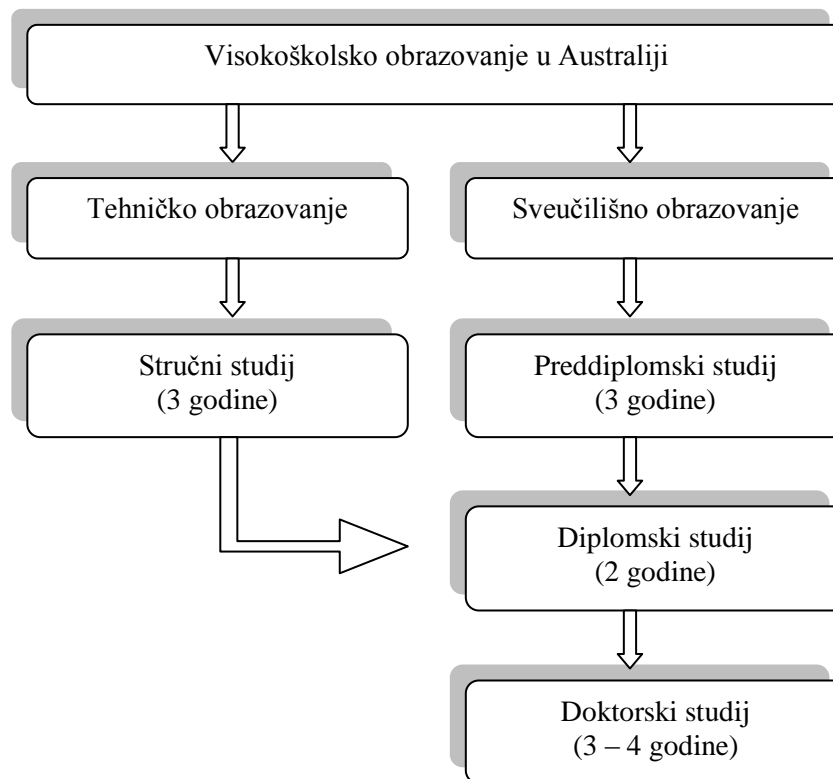 Visokoškolsko obrazovanje u Australiji
Tehničko obrazovanje
Sveučilišno obrazovanje
Stručni studij
(3 godine)
Preddiplomski studij
(3 godine)
Diplomski studij
(2 godine)
Doktorski studij
(3 – 4 godine)